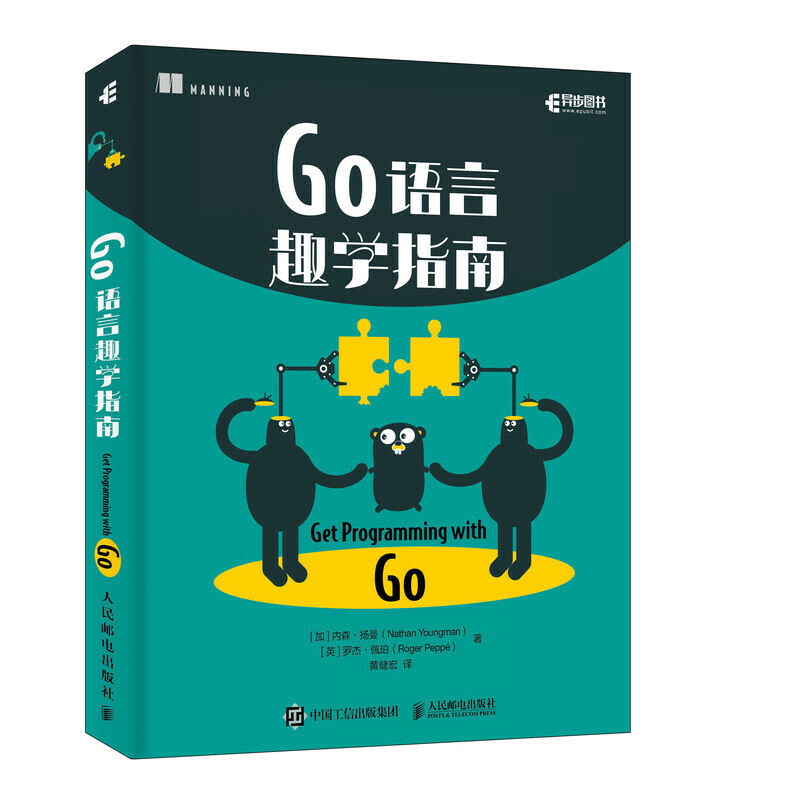 MANNING
异步图书
www.epubit.com
Go语言
趣学指南
Get Programming with
Go
[加]内森·扬曼(Nathan Youngman)
[英]罗杰·佩珀(Roger Peppé)
著
黄健宏 译
中国工信出版集团
人民邮电出版社
POSTS & TELECOM PRESS
Go语言趣学指南
Get Programming with
Go
人民邮电出版社